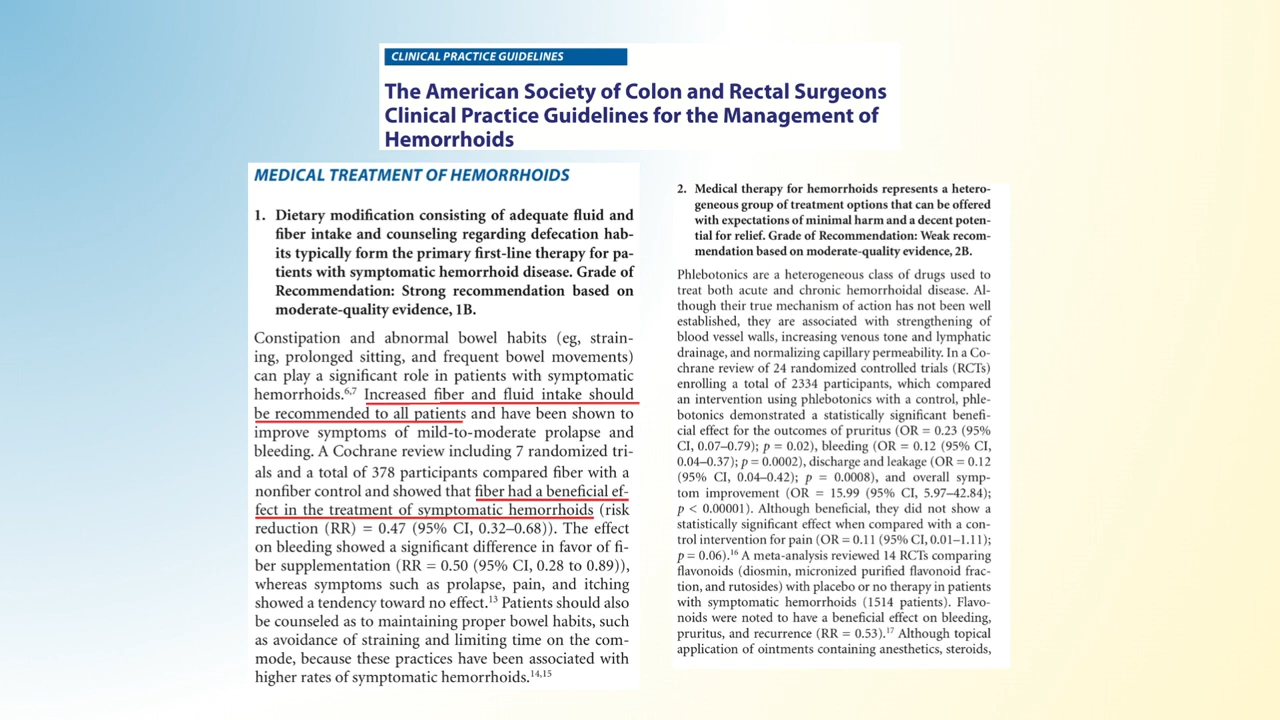 CLINICAL PRACTICE GUIDELINES
The American Society of Colon and Rectal Surgeons
Clinical Practice Guidelines for the Management of
Hemorrhoids
MEDICAL TREATMENT OF HEMORRHOIDS
1. Dietary modification consisting of adequate fluid and
fiber intake and counseling regarding defecation hab-
its typically form the primary first-line therapy for pa-
tients with symptomatic hemorrhoid disease. Grade of
Recommendation: Strong recommendation based on
moderate-quality evidence, 1B.
Constipation and abnormal bowel habits (eg, strain-
ing, prolonged sitting, and frequent bowel movements)
can play a significant role in patients with symptomatic
hemorrhoids.6,7 Increased fiber and fluid intake should
be recommended to all patients and have been shown to
improve symptoms of mild-to-moderate prolapse and
bleeding. A Cochrane review including 7 randomized tri-
als and a total of 378 participants compared fiber with a
nonfiber control and showed that fiber had a beneficial ef-
fect in the treatment of symptomatic hemorrhoids (risk
reduction (RR) = 0.47 (95% CI, 0.32–0.68)). The effect
on bleeding showed a significant difference in favor of fi-
ber supplementation (RR = 0.50 (95% CI, 0.28 to 0.89)),
whereas symptoms such as prolapse, pain, and itching
showed a tendency toward no effect.13 Patients should also
be counseled as to maintaining proper bowel habits, such
as avoidance of straining and limiting time on the com-
mode, because these practices have been associated with
higher rates of symptomatic hemorrhoids.14,15
2. Medical therapy for hemorrhoids represents a hetero-
geneous group of treatment options that can be offered
with expectations of minimal harm and a decent poten-
tial for relief. Grade of Recommendation: Weak recom-
mendation based on moderate-quality evidence, 2B.
Phlebotonics are a heterogeneous class of drugs used to
treat both acute and chronic hemorrhoidal disease. Al-
though their true mechanism of action has not been well
established, they are associated with strengthening of
blood vessel walls, increasing venous tone and lymphatic
drainage, and normalizing capillary permeability. In a Co-
chrane review of 24 randomized controlled trials (RCTs)
enrolling a total of 2334 participants, which compared
an intervention using phlebotonics with a control, phle-
botonics demonstrated a statistically significant benefi-
cial effect for the outcomes of pruritus (OR = 0.23 (95%
CI, 0.07–0.79); p = 0.02), bleeding (OR = 0.12 (95% CI,
0.04–0.37); p = 0.0002), discharge and leakage (OR = 0.12
(95% CI, 0.04–0.42); p = 0.0008), and overall symp-
tom improvement (OR = 15.99 (95% CI, 5.97–42.84);
p < 0.00001). Although beneficial, they did not show a
statistically significant effect when compared with a con-
trol intervention for pain (OR = 0.11 (95% CI, 0.01–1.11);
p = 0.06).16 A meta-analysis reviewed 14 RCTs comparing
flavonoids (diosmin, micronized purified flavonoid frac-
tion, and rutosides) with placebo or no therapy in patients
with symptomatic hemorrhoids (1514 patients). Flavo-
noids were noted to have a beneficial effect on bleeding,
pruritus, and recurrence (RR = 0.53).17 Although topical
application of ointments containing anesthetics, steroids,